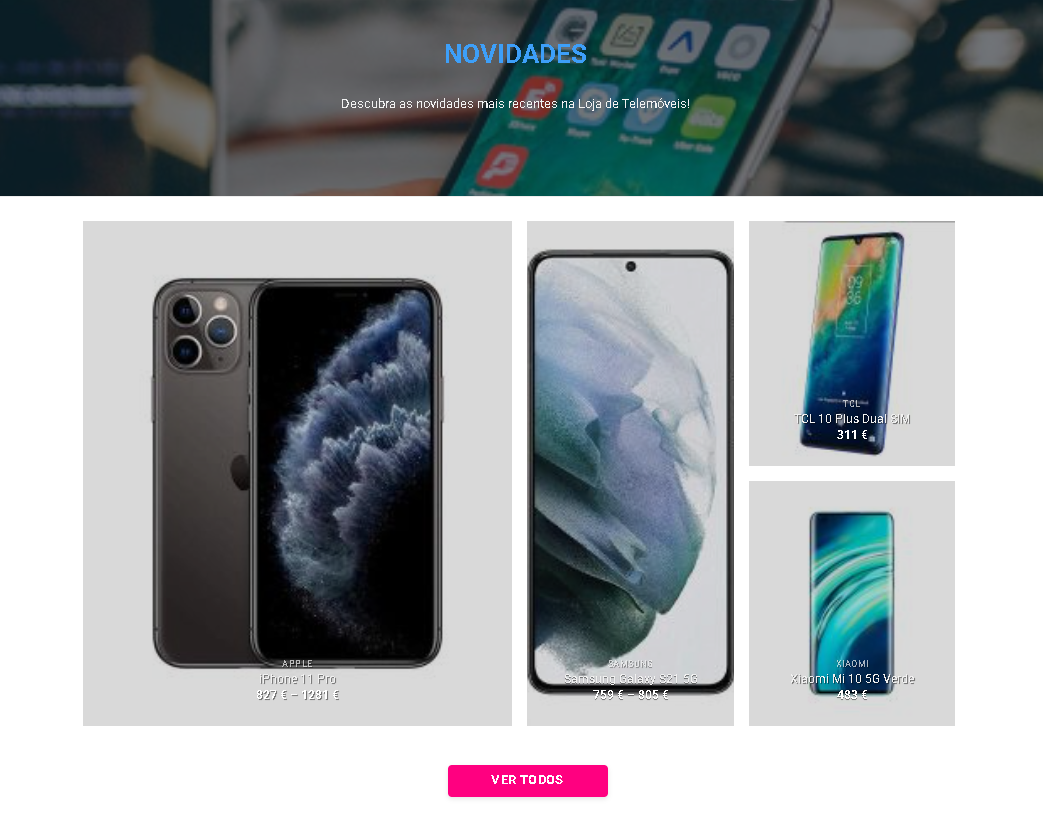 NOVIDADES
Descubra as novidades mais recentes na Loja de Telemóveis!
APPLE
iPhone 11 Pro
827 € – 1281 €
SAMSUNG
Samsung Galaxy S21 5G
759 € – 805 €
TCL
TCL 10 Plus Dual SIM
311 €
XIAOMI
Xiaomi Mi 10 5G Verde
483 €
VER TODOS